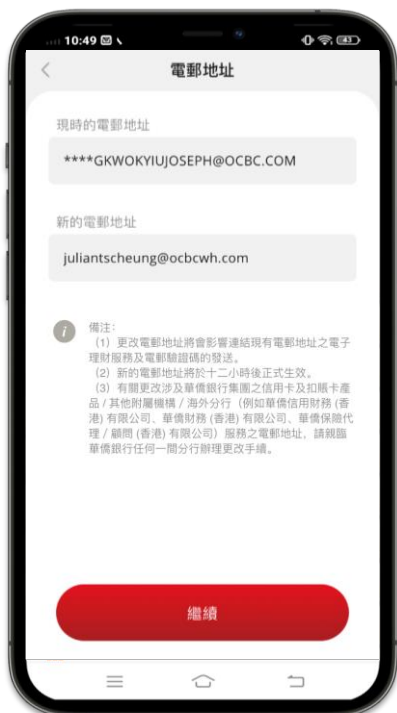 10:49
電郵地址
現時的電郵地址
****GKWOKYIUJOSEPH@OCBC.COM
新的電郵地址
juliantscheung@ocbcwh.com
備注:
(1) 更改電郵地址將會影響連結現有電郵地址之電子
理財服務及電郵驗證碼的發送。
(2) 新的電郵地址將於十二小時後正式生效。
(3) 有關更改涉及華僑銀行集團之信用卡及扣賬卡產
品 / 其他附屬機構 / 海外分行 (例如華僑信用財務 (香
港) 有限公司、華僑財務 (香港) 有限公司、華僑保險代
理 / 顧問 (香港) 有限公司) 服務之電郵地址，請親臨
華僑銀行任何一間分行辦理更改手續。
繼續